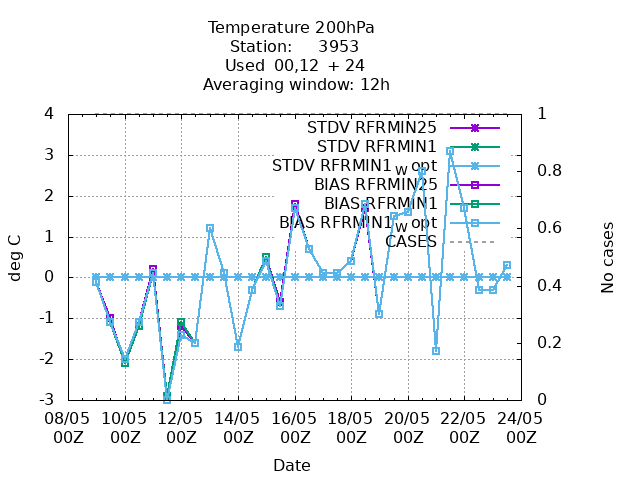 Temperature 200hPa
Station: 3953
Used 00,12 + 24
Averaging window: 12h
4 1
STDV RFRMIN25
STDV RFRMIN1
3
STDV RFRMIN1_w opt
0.8
BIAS RFRMIN25
2
BIAS RFRMIN1
BIAS RFRMIN1_w opt
0.6
1
CASES
deg C
No cases
0
0.4
-1
0.2
-2
-3 0
08/05 10/05 12/05 14/05 16/05 18/05 20/05 22/05 24/05
00Z 00Z 00Z 00Z 00Z 00Z 00Z 00Z 00Z
Date